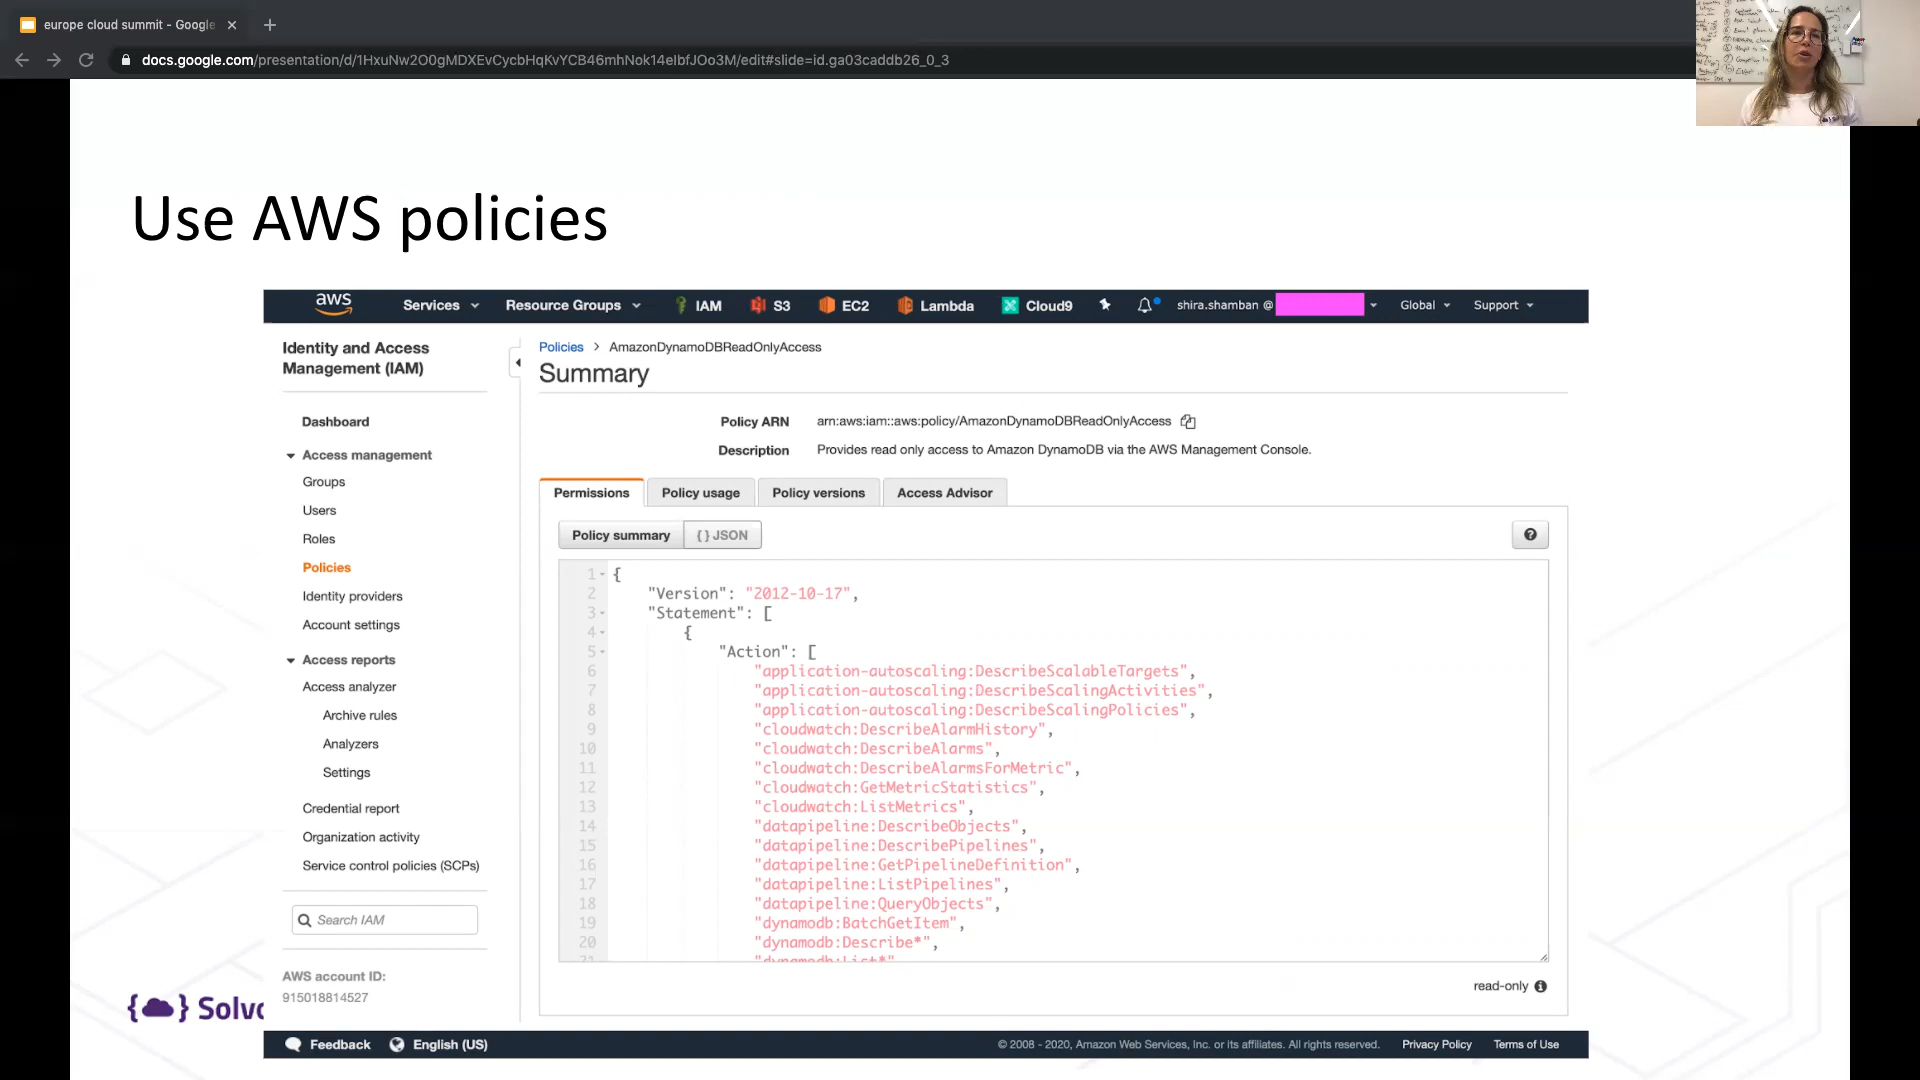 europe cloud summit - Google
docs.google.com/presentation/d/1HxuNw2O0gMDXEvCycbHqKvYCB46mhNok14eIbfJOo3M/edit#slide=id.ga03caddb26_0_3
Use AWS policies
aws Services Resource Groups IAM S3 EC2 Lambda Cloud9 shira.shamban @ Global Support
Identity and Access
Management (IAM)
Dashboard
Access management
Groups
Users
Roles
Policies
Identity providers
Account settings
Access reports
Access analyzer
Archive rules
Analyzers
Settings
Credential report
Organization activity
Service control policies (SCPs)
Search IAM
AWS account ID:
915018814527
Policies > AmazonDynamoDBReadOnlyAccess
Summary
Policy ARN arn:aws:iam::aws:policy/AmazonDynamoDBReadOnlyAccess
Description Provides read only access to Amazon DynamoDB via the AWS Management Console.
Permissions Policy usage Policy versions Access Advisor
Policy summary { } JSON
1 {
2 "Version": "2012-10-17",
3 "Statement": [
4 {
5 "Action": [
6 "application-autoscaling:DescribeScalableTargets",
7 "application-autoscaling:DescribeScalingActivities",
8 "application-autoscaling:DescribeScalingPolicies",
9 "cloudwatch:DescribeAlarmHistory",
10 "cloudwatch:DescribeAlarms",
11 "cloudwatch:DescribeAlarmsForMetric",
12 "cloudwatch:GetMetricStatistics",
13 "cloudwatch:ListMetrics",
14 "datapipeline:DescribeObjects",
15 "datapipeline:DescribePipelines",
16 "datapipeline:GetPipelineDefinition",
17 "datapipeline:ListPipelines",
18 "datapipeline:QueryObjects",
19 "dynamodb:BatchGetItem",
20 "dynamodb:Describe*",
21 "dynamodb:List*"
read-only
{ } Solvo
Feedback English (US)
© 2008 - 2020, Amazon Web Services, Inc. or its affiliates. All rights reserved. Privacy Policy Terms of Use